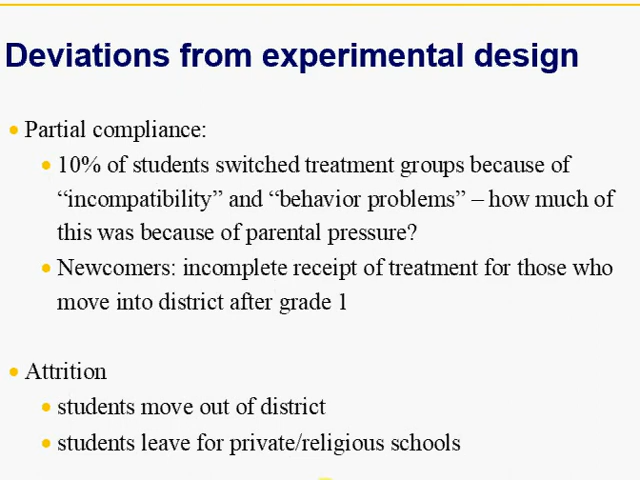 Deviations from experimental design
• Partial compliance:
• 10% of students switched treatment groups because of
“incompatibility” and “behavior problems” – how much of
this was because of parental pressure?
• Newcomers: incomplete receipt of treatment for those who
move into district after grade 1
• Attrition
• students move out of district
• students leave for private/religious schools